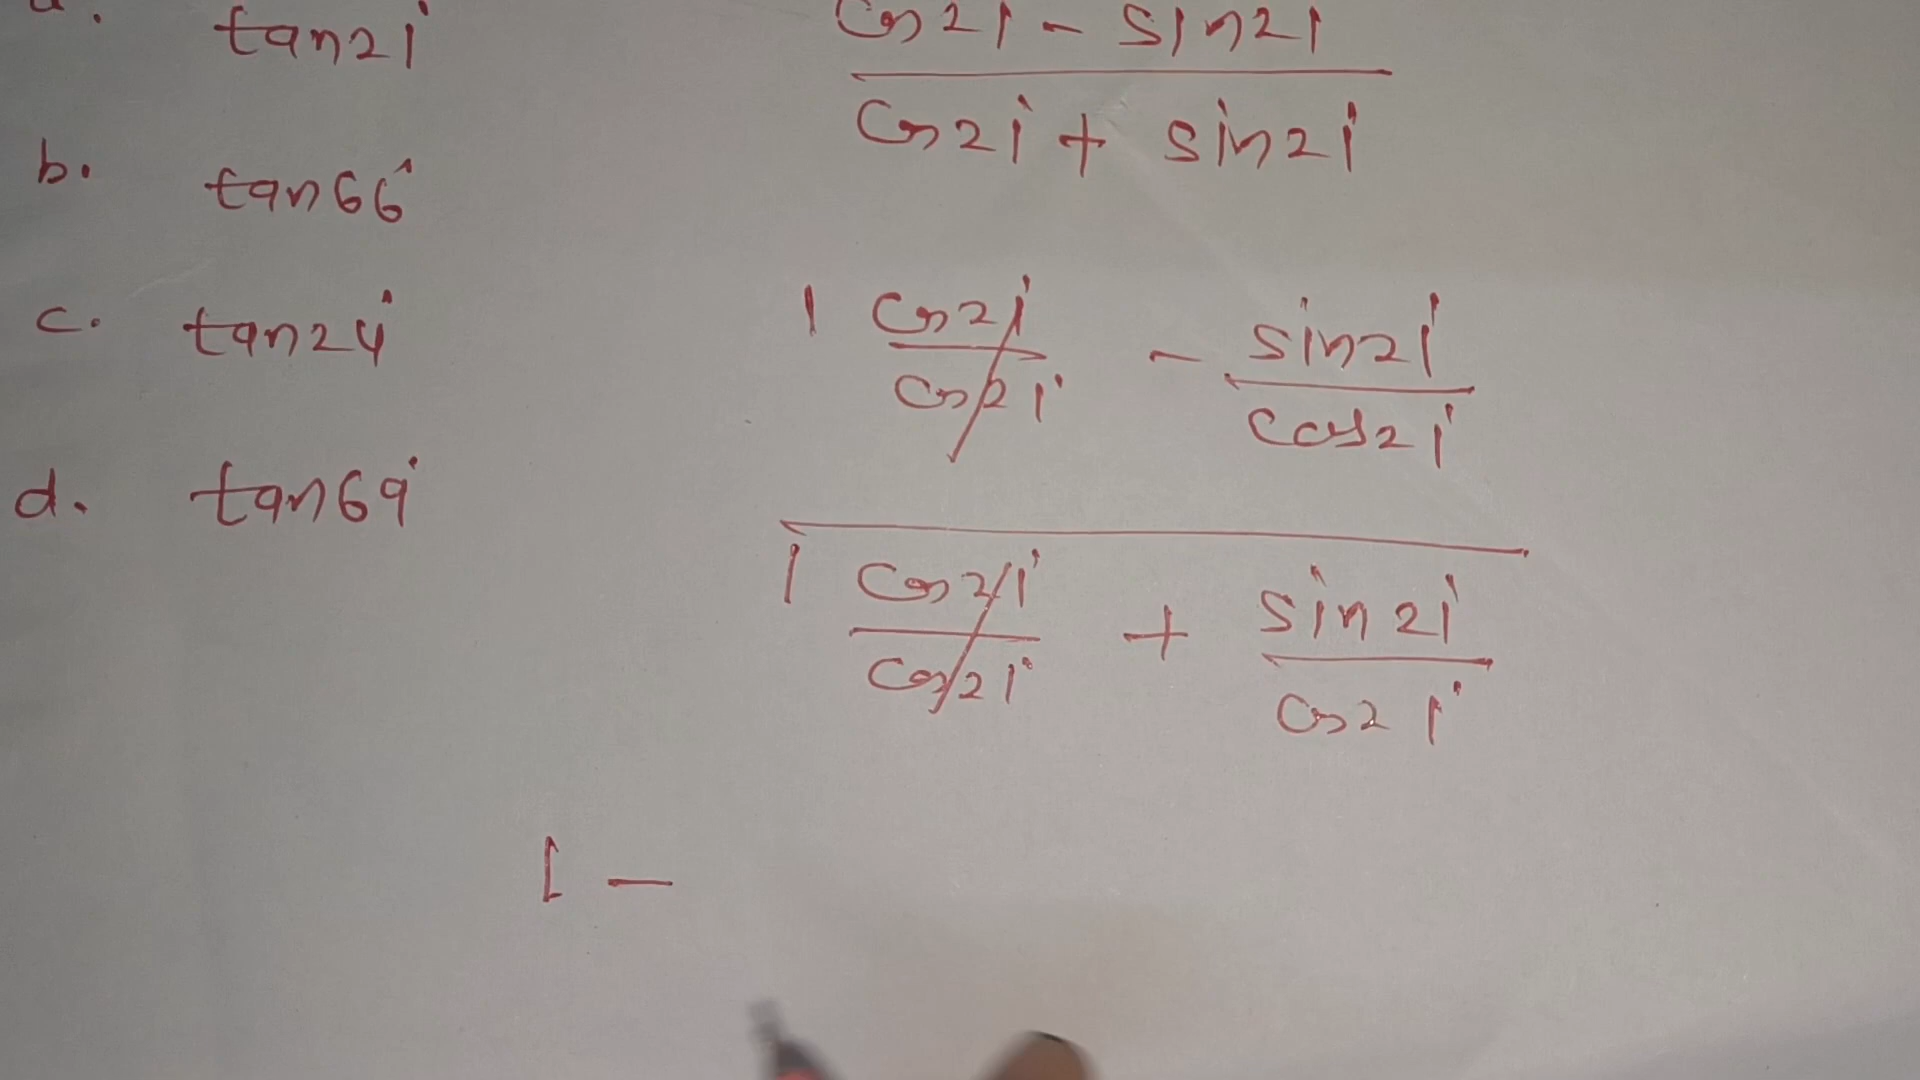 a. tan21°
b. tan66°
c. tan24°
d. tan69°
cos21 - sin21
cos21° + sin21°
1 cos21° - sin21°
cos21° cos21°
1 cos21° + sin21°
cos21° cos21°
1 -